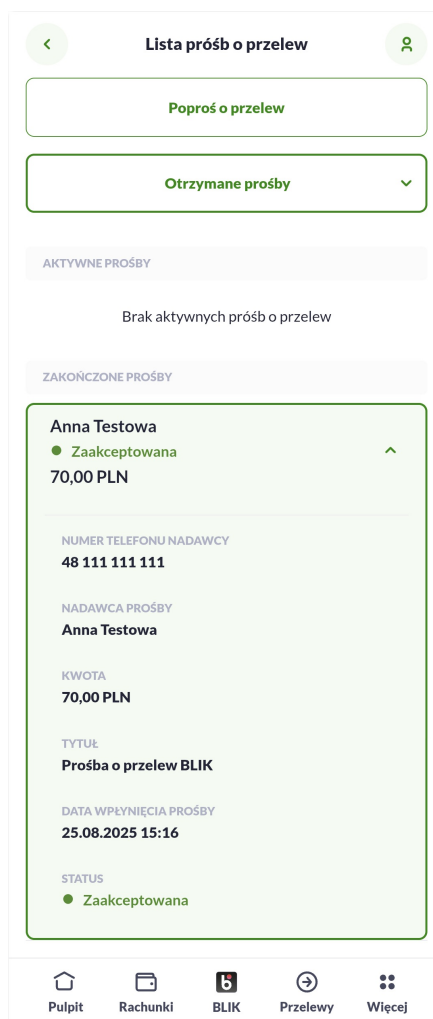 Lista próśb o przelew
Poproś o przelew
Otrzymane prośby
AKTYWNE PROŚBY
Brak aktywnych próśb o przelew
ZAKOŃCZONE PROŚBY
Anna Testowa
Zaakceptowana
70,00 PLN
NUMER TELEFONU NADAWCY
48 111 111 111
NADAWCA PROŚBY
Anna Testowa
KWOTA
70,00 PLN
TYTUŁ
Prośba o przelew BLIK
DATA WPŁYNIĘCIA PROŚBY
25.08.2025 15:16
STATUS
Zaakceptowana
Pulpit Rachunki BLIK Przelewy Więcej